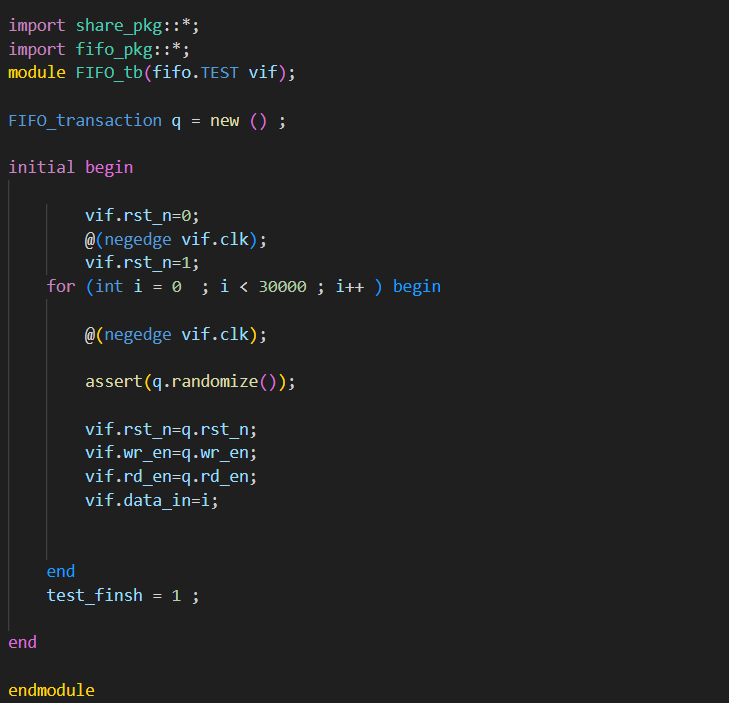 import share_pkg::*;
import fifo_pkg::*;
module FIFO_tb(fifo.TEST vif);
FIFO_transaction q = new () ;
initial begin
vif.rst_n=0;
@(negedge vif.clk);
vif.rst_n=1;
for (int i = 0  ; i < 30000 ; i++ ) begin
@(negedge vif.clk);
assert(q.randomize());
vif.rst_n=q.rst_n;
vif.wr_en=q.wr_en;
vif.rd_en=q.rd_en;
vif.data_in=i;
end
test_finsh = 1 ;
end
endmodule